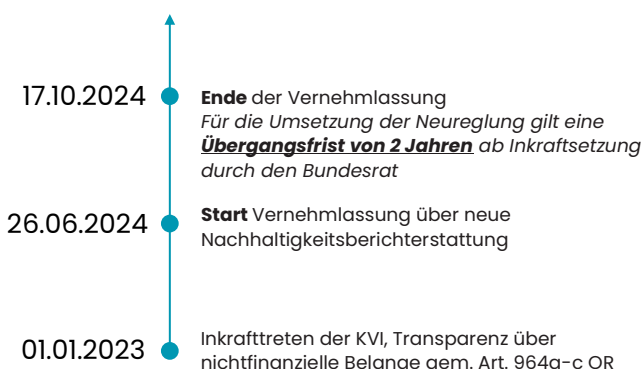 17.10.2024
Ende der Vernehmlassung
Für die Umsetzung der Neureglung gilt eine
Übergangsfrist von 2 Jahren ab Inkraftsetzung
durch den Bundesrat
26.06.2024
Start Vernehmlassung über neue
Nachhaltigkeitsberichterstattung
01.01.2023
Inkrafttreten der KVI, Transparenz über
nichtfinanzielle Belange gem. Art. 964a-c OR